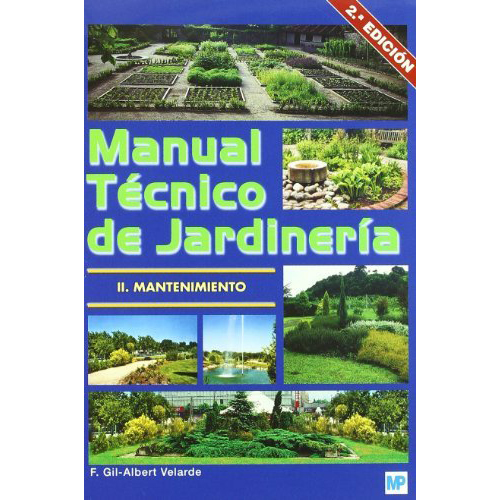 2.ª EDICIÓN
Manual
Técnico
de Jardinería
II. MANTENIMIENTO
F. Gil-Albert Velarde
MP